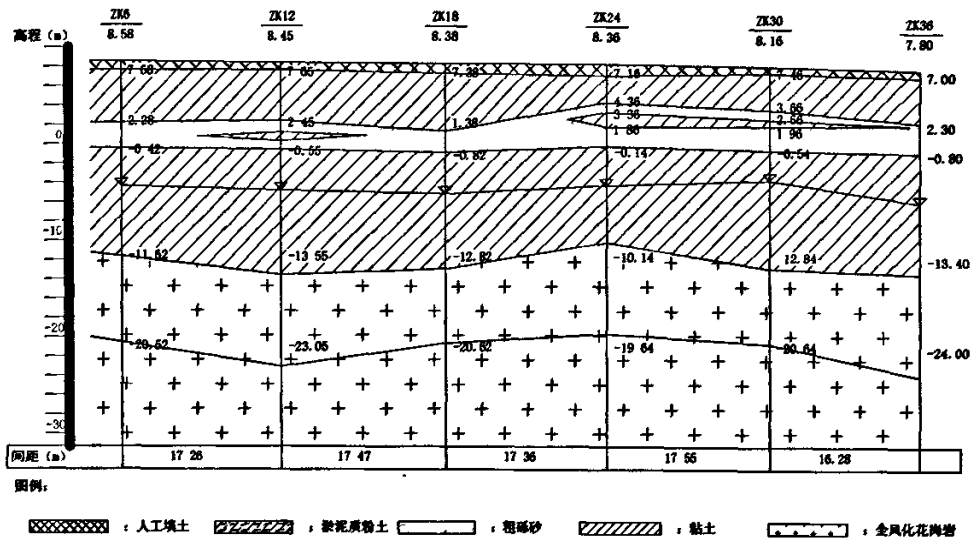 ZK6 ZK12 ZK18 ZK24 ZK30 ZK36
高程 (m) 8.58 8.45 8.38 8.36 8.16 7.80
7.58 7.65 7.38 7.16 7.46 7.00
4.36 3.66
2.28 2.45 1.38 3.36 2.66 2.30
0 1.86 1.96
-0.42 -0.55 -0.82 -0.14 -0.54 -0.80
-10
-11.52 -13 55 -12.82 -10.14 12.84 -13.40
-20
-20.52 -23.05 -20.82 -19 64 20.64 -24.00
-30
间距 (m) 17 26 17 47 17 36 17 55 16.28
图例:
: 人工填土 : 淤泥质粉土 : 粗砾砂 : 粘土 : 全风化花岗岩